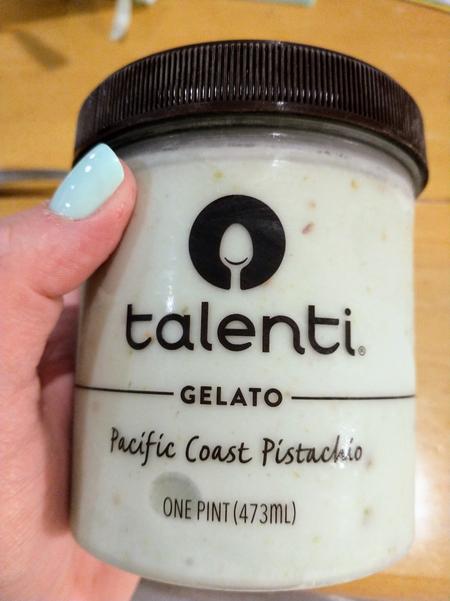 talenti®
GELATO
Pacific Coast Pistachio
ONE PINT (473mL)